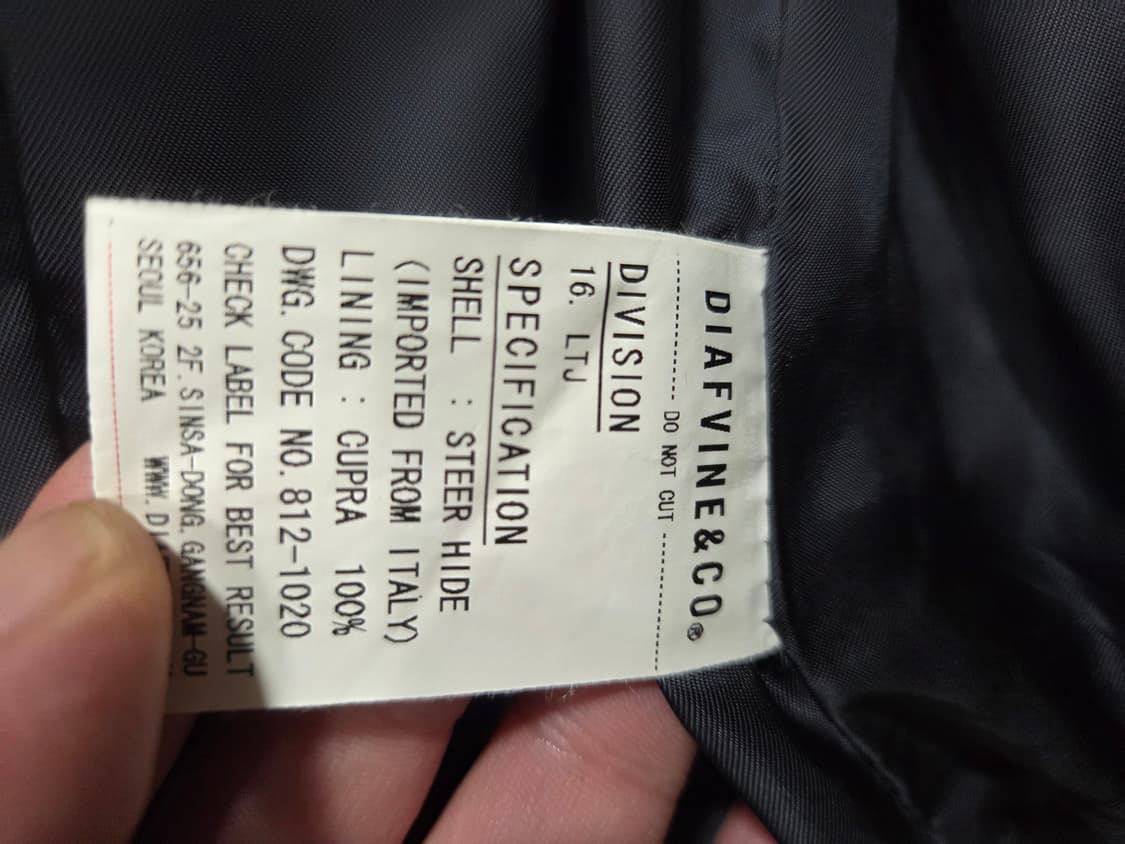 DIAFVINE&CO®
DO NOT CUT
DIVISION
16. LTJ
SPECIFICATION
SHELL : STEER HIDE
(IMPORTED FROM ITALY)
LINING : CUPRA 100%
DWG. CODE NO. 812-1020
CHECK LABEL FOR BEST RESULT
656-25 2F. SINSA-DONG, GANGNAM-GU
SEOUL KOREA